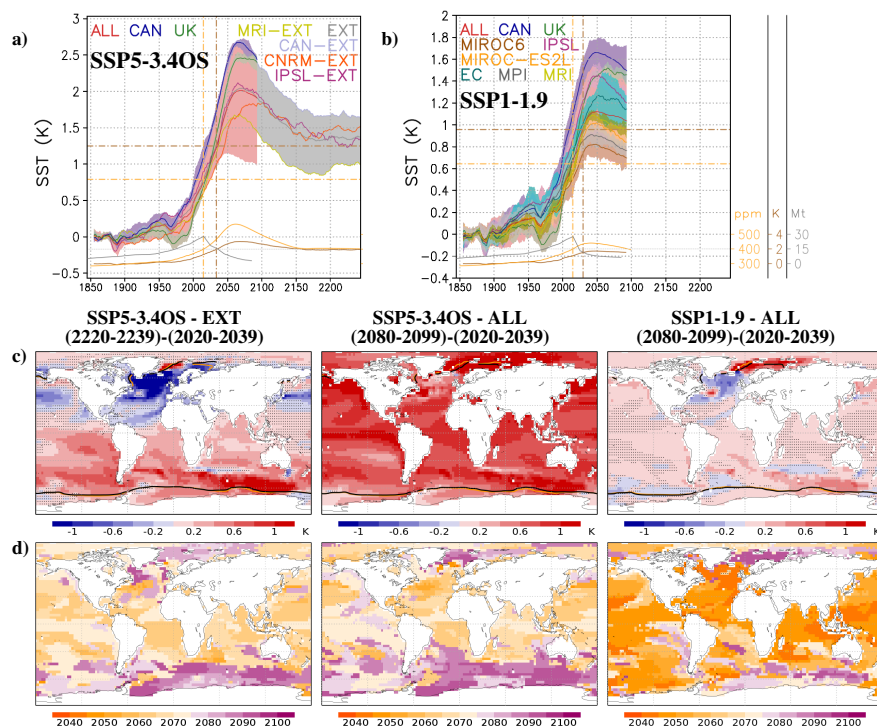 a)
ALL CAN UK MRI-EXT EXT
CAN-EXT
SSP5-3.4OS CNRM-EXT
IPSL-EXT
SST (K)
3
2.5
2
1.5
1
0.5
0
-0.5
1850 1900 1950 2000 2050 2100 2150 2200
b)
ALL CAN UK
MIROC6 IPSL
MIROC-ES2L
EC MPI MRI
SSP1-1.9
SST (K)
2
1.8
1.6
1.4
1.2
1
0.8
0.6
0.4
0.2
0
-0.2
-0.4
1850 1900 1950 2000 2050 2100 2150 2200
ppm K Mt
500 4 30
400 2 15
300 0 0
SSP5-3.4OS - EXT
(2220-2239)-(2020-2039)
SSP5-3.4OS - ALL
(2080-2099)-(2020-2039)
SSP1-1.9 - ALL
(2080-2099)-(2020-2039)
c)
-1 -0.6 -0.2 0.2 0.6 1 K
-1 -0.6 -0.2 0.2 0.6 1 K
-1 -0.6 -0.2 0.2 0.6 1 K
d)
2040 2050 2060 2070 2080 2090 2100
2040 2050 2060 2070 2080 2090 2100
2040 2050 2060 2070 2080 2090 2100